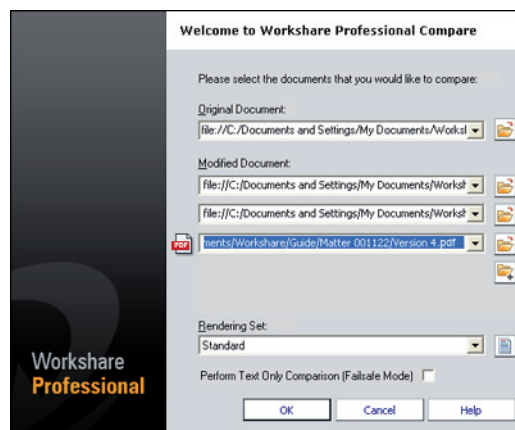 Welcome to Workshare Professional Compare
Please select the documents that you would like to compare:
Original Document:
file://C:/Documents and Settings/My Documents/Worksl
Modified Document:
file://C:/Documents and Settings/My Documents/Worksh
file://C:/Documents and Settings/My Documents/Worksh
PDF
ments/Workshare/Guide/Matter 001122/Version 4.pdf
Rendering Set:
Standard
Workshare
Professional
Perform Text Only Comparison (Failsafe Mode)
OK
Cancel
Help